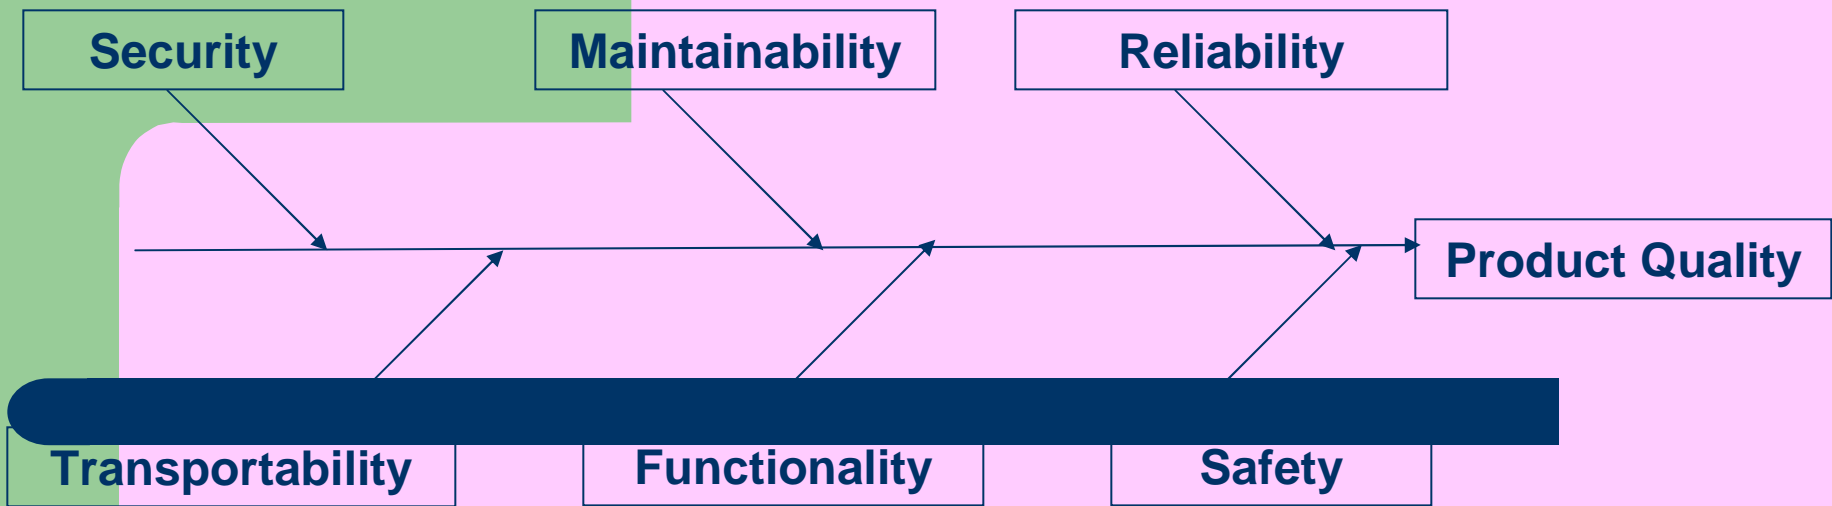 Security
Maintainability
Reliability
Product Quality
Transportability
Functionality
Safety